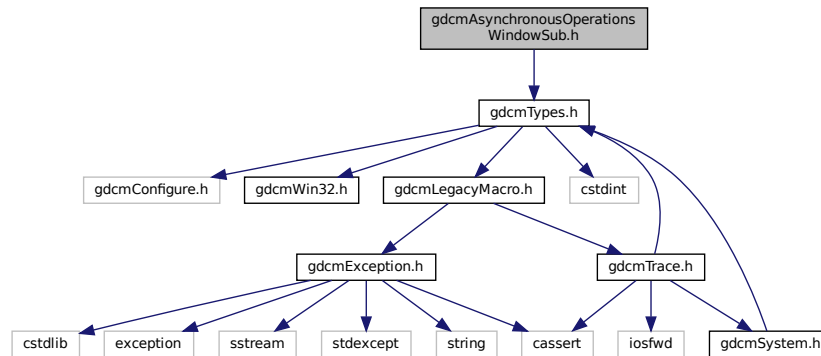 gdcmAsynchronousOperations
WindowSub.h
gdcmTypes.h
gdcmConfigure.h
gdcmWin32.h
gdcmLegacyMacro.h
cstdint
gdcmException.h
gdcmTrace.h
cstdlib
exception
sstream
stdexcept
string
cassert
iosfwd
gdcmSystem.h